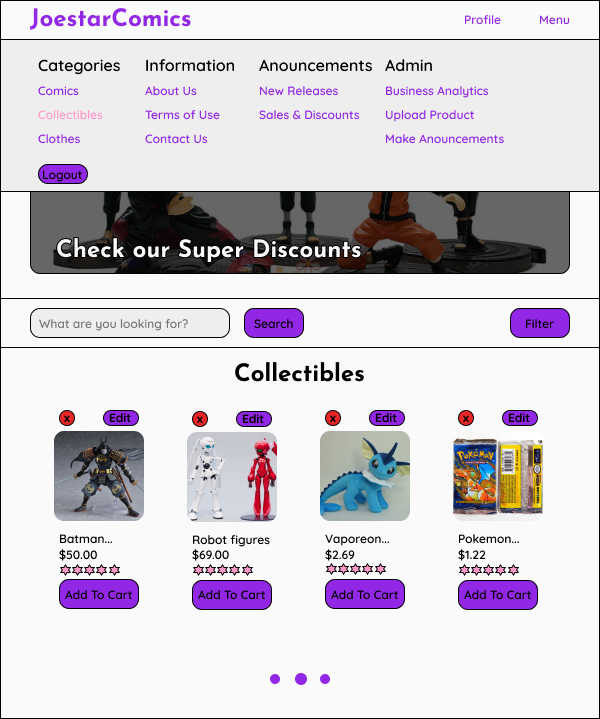 JoestarComics
Profile
Menu
Categories
Information
Anouncements
Admin
Comics
About Us
New Releases
Business Analytics
Collectibles
Terms of Use
Sales & Discounts
Upload Product
Clothes
Contact Us
Make Anouncements
Logout
Check our Super Discounts
What are you looking for?
Search
Filter
Collectibles
x
Edit
x
Edit
x
Edit
x
Edit
POKéMON
Batman...
Robot figures
Vaporeon...
Pokemon...
$50.00
$69.00
$2.69
$1.22
Add To Cart
Add To Cart
Add To Cart
Add To Cart